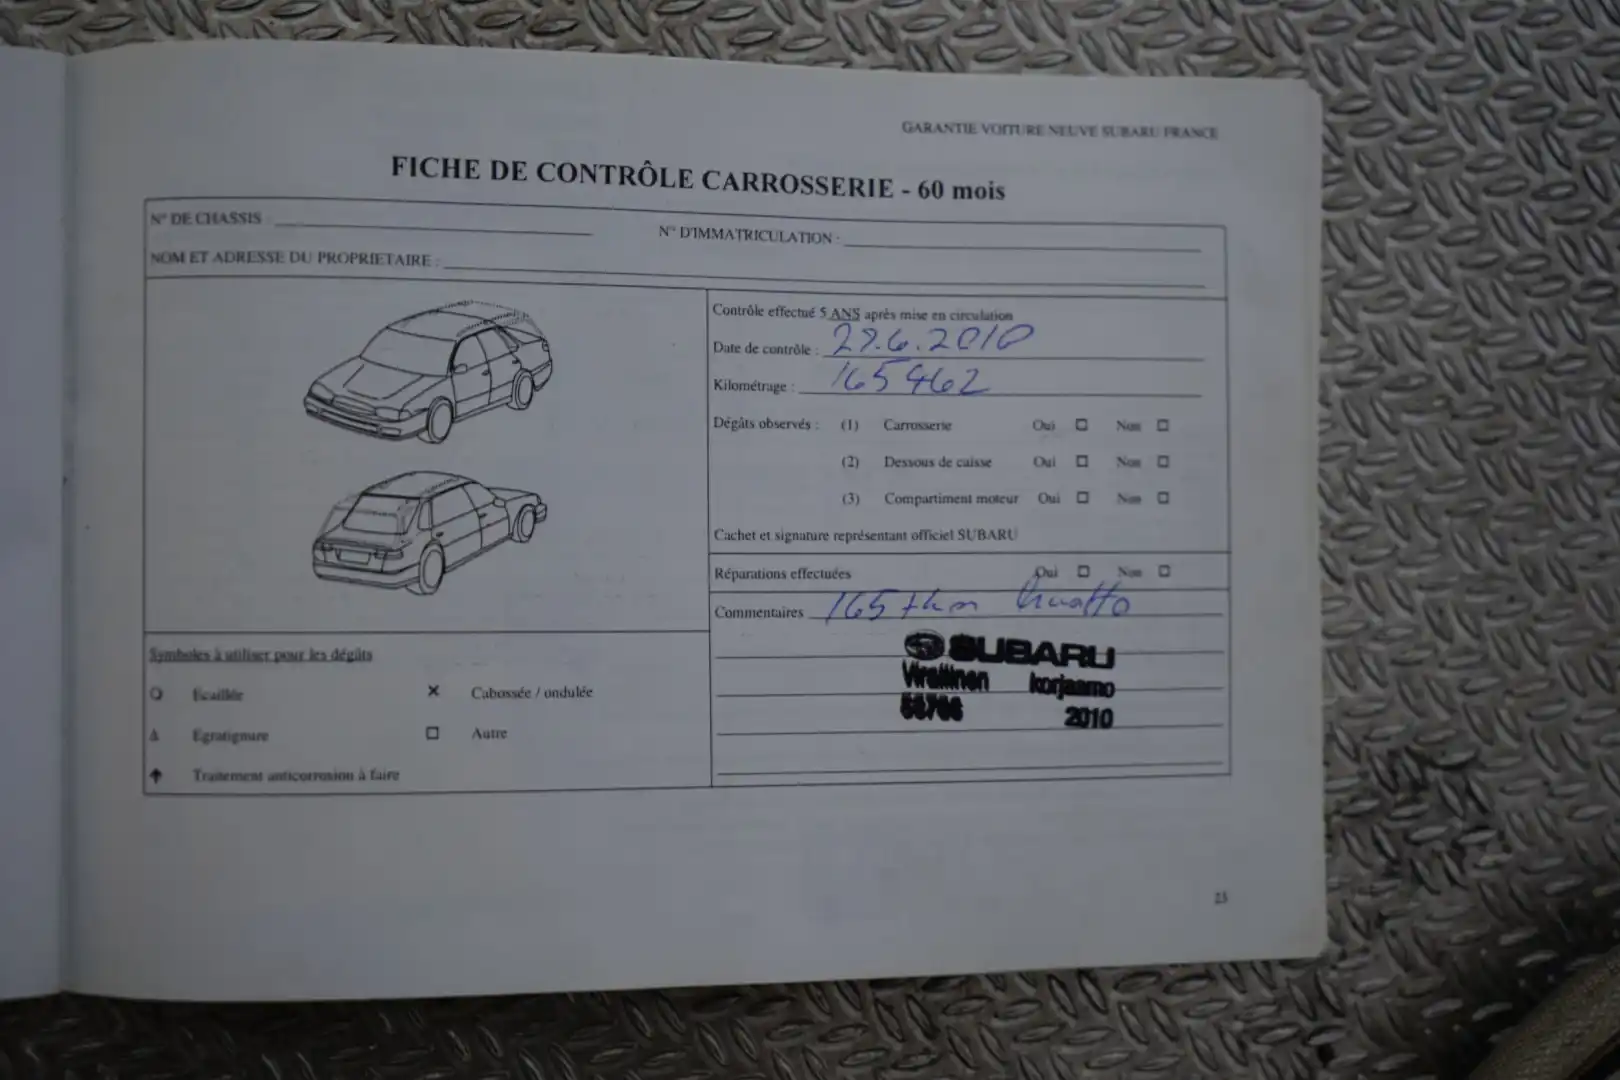 GARANTIE VOITURE NEUVE SUBARU FRANCE
FICHE DE CONTRÔLE CARROSSERIE - 60 mois
N° DE CHASSIS :
N° D'IMMATRICULATION :
NOM ET ADRESSE DU PROPRIETAIRE :
Contrôle effectué 5 ANS après mise en circulation
Date de contrôle : 29.6.2010
Kilométrage : 165462
Dégâts observés : (1) Carrosserie Oui □ Non □
(2) Dessous de caisse Oui □ Non □
(3) Compartiment moteur Oui □ Non □
Cachet et signature représentant officiel SUBARU
Réparations effectuées Oui □ Non □
Commentaires 165 tkm huolto
SUBARU
Virallinen korjaamo
2010
Symboles à utiliser pour les dégâts
Ecaillée
× Cabossée / ondulée
Egratignure
□ Autre
Traitement anticorrosion à faire
23